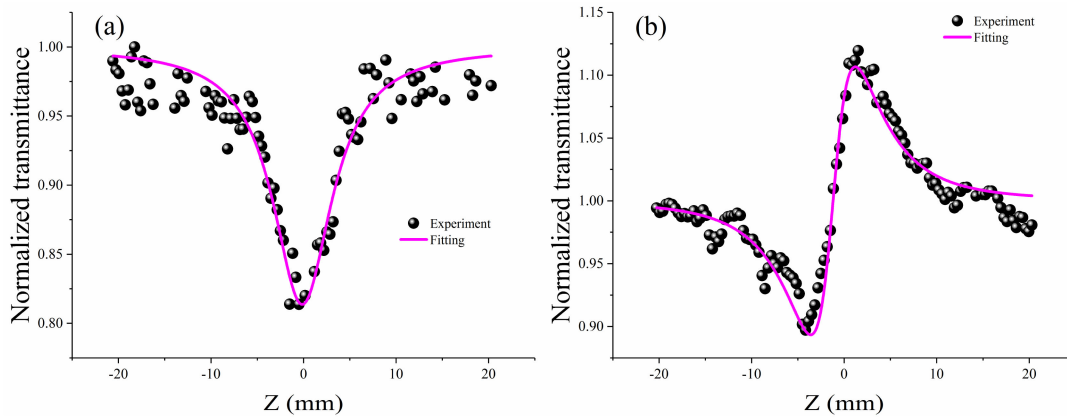 (a)
1.00
0.95
0.90
0.85
0.80
Normalized transmittance
Experiment
Fitting
-20 -10 0 10 20
Z (mm)
(b)
1.15
1.10
1.05
1.00
0.95
0.90
Normalized transmittance
Experiment
Fitting
-20 -10 0 10 20
Z (mm)